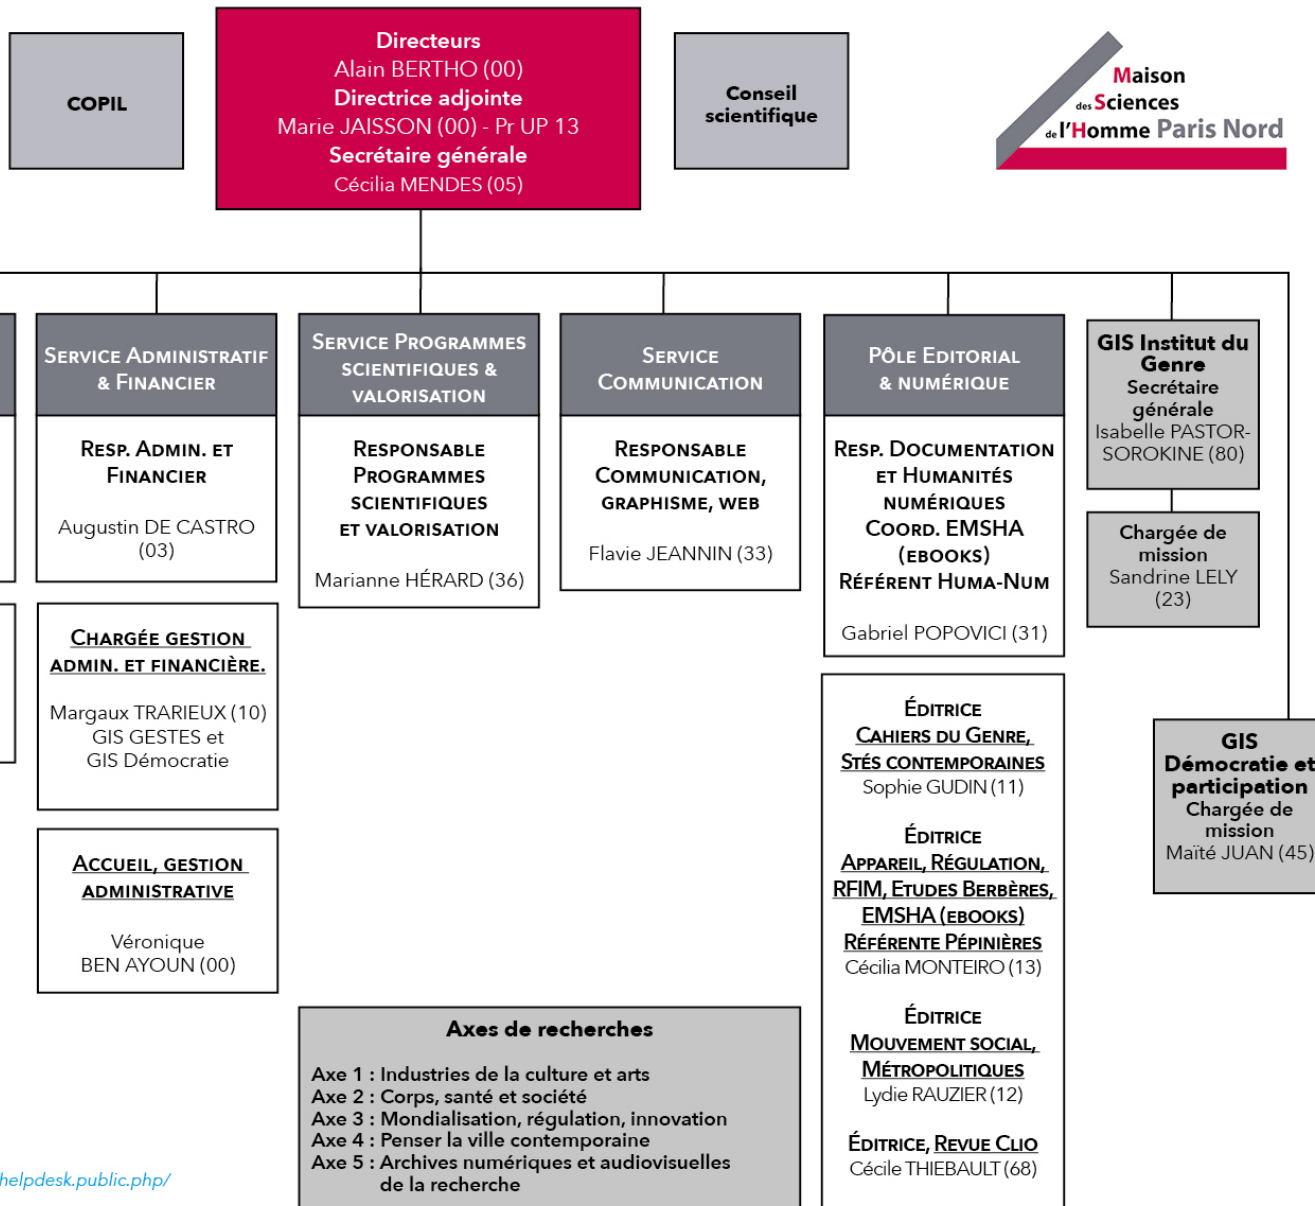 COPIL
Directeurs
Alain BERTHO (00)
Directrice adjointe
Marie JAISSON (00) - Pr UP 13
Secrétaire générale
Cécilia MENDES (05)
Conseil
scientifique
Maison
des Sciences
de l'Homme Paris Nord
SERVICE ADMINISTRATIF
& FINANCIER
RESP. ADMIN. ET
FINANCIER
Augustin DE CASTRO
(03)
CHARGÉE GESTION
ADMIN. ET FINANCIÈRE.
Margaux TRARIEUX (10)
GIS GESTES et
GIS Démocratie
ACCUEIL, GESTION
ADMINISTRATIVE
Véronique
BEN AYOUN (00)
SERVICE PROGRAMMES
SCIENTIFIQUES &
VALORISATION
RESPONSABLE
PROGRAMMES
SCIENTIFIQUES
ET VALORISATION
Marianne HÉRARD (36)
SERVICE
COMMUNICATION
RESPONSABLE
COMMUNICATION,
GRAPHISME, WEB
Flavie JEANNIN (33)
PÔLE EDITORIAL
& NUMÉRIQUE
RESP. DOCUMENTATION
ET HUMANITÉS
NUMÉRIQUES
COORD. EMSHA
(EBOOKS)
RÉFÉRENT HUMA-NUM
Gabriel POPOVICI (31)
ÉDITRICE
CAHIERS DU GENRE,
STÉS CONTEMPORAINES
Sophie GUDIN (11)
ÉDITRICE
APPAREIL, RÉGULATION,
RFIM, ETUDES BERBÈRES,
EMSHA (EBOOKS)
RÉFÉRENTE PÉPINIÈRES
Cécilia MONTEIRO (13)
ÉDITRICE
MOUVEMENT SOCIAL,
MÉTROPOLITIQUES
Lydie RAUZIER (12)
ÉDITRICE, REVUE CLIO
Cécile THIEBAULT (68)
GIS Institut du
Genre
Secrétaire
générale
Isabelle PASTOR-
SOROKINE (80)
Chargée de
mission
Sandrine LELY
(23)
GIS
Démocratie et
participation
Chargée de
mission
Maïté JUAN (45)
Axes de recherches
Axe 1 : Industries de la culture et arts
Axe 2 : Corps, santé et société
Axe 3 : Mondialisation, régulation, innovation
Axe 4 : Penser la ville contemporaine
Axe 5 : Archives numériques et audiovisuelles
de la recherche
helpdesk.public.php/